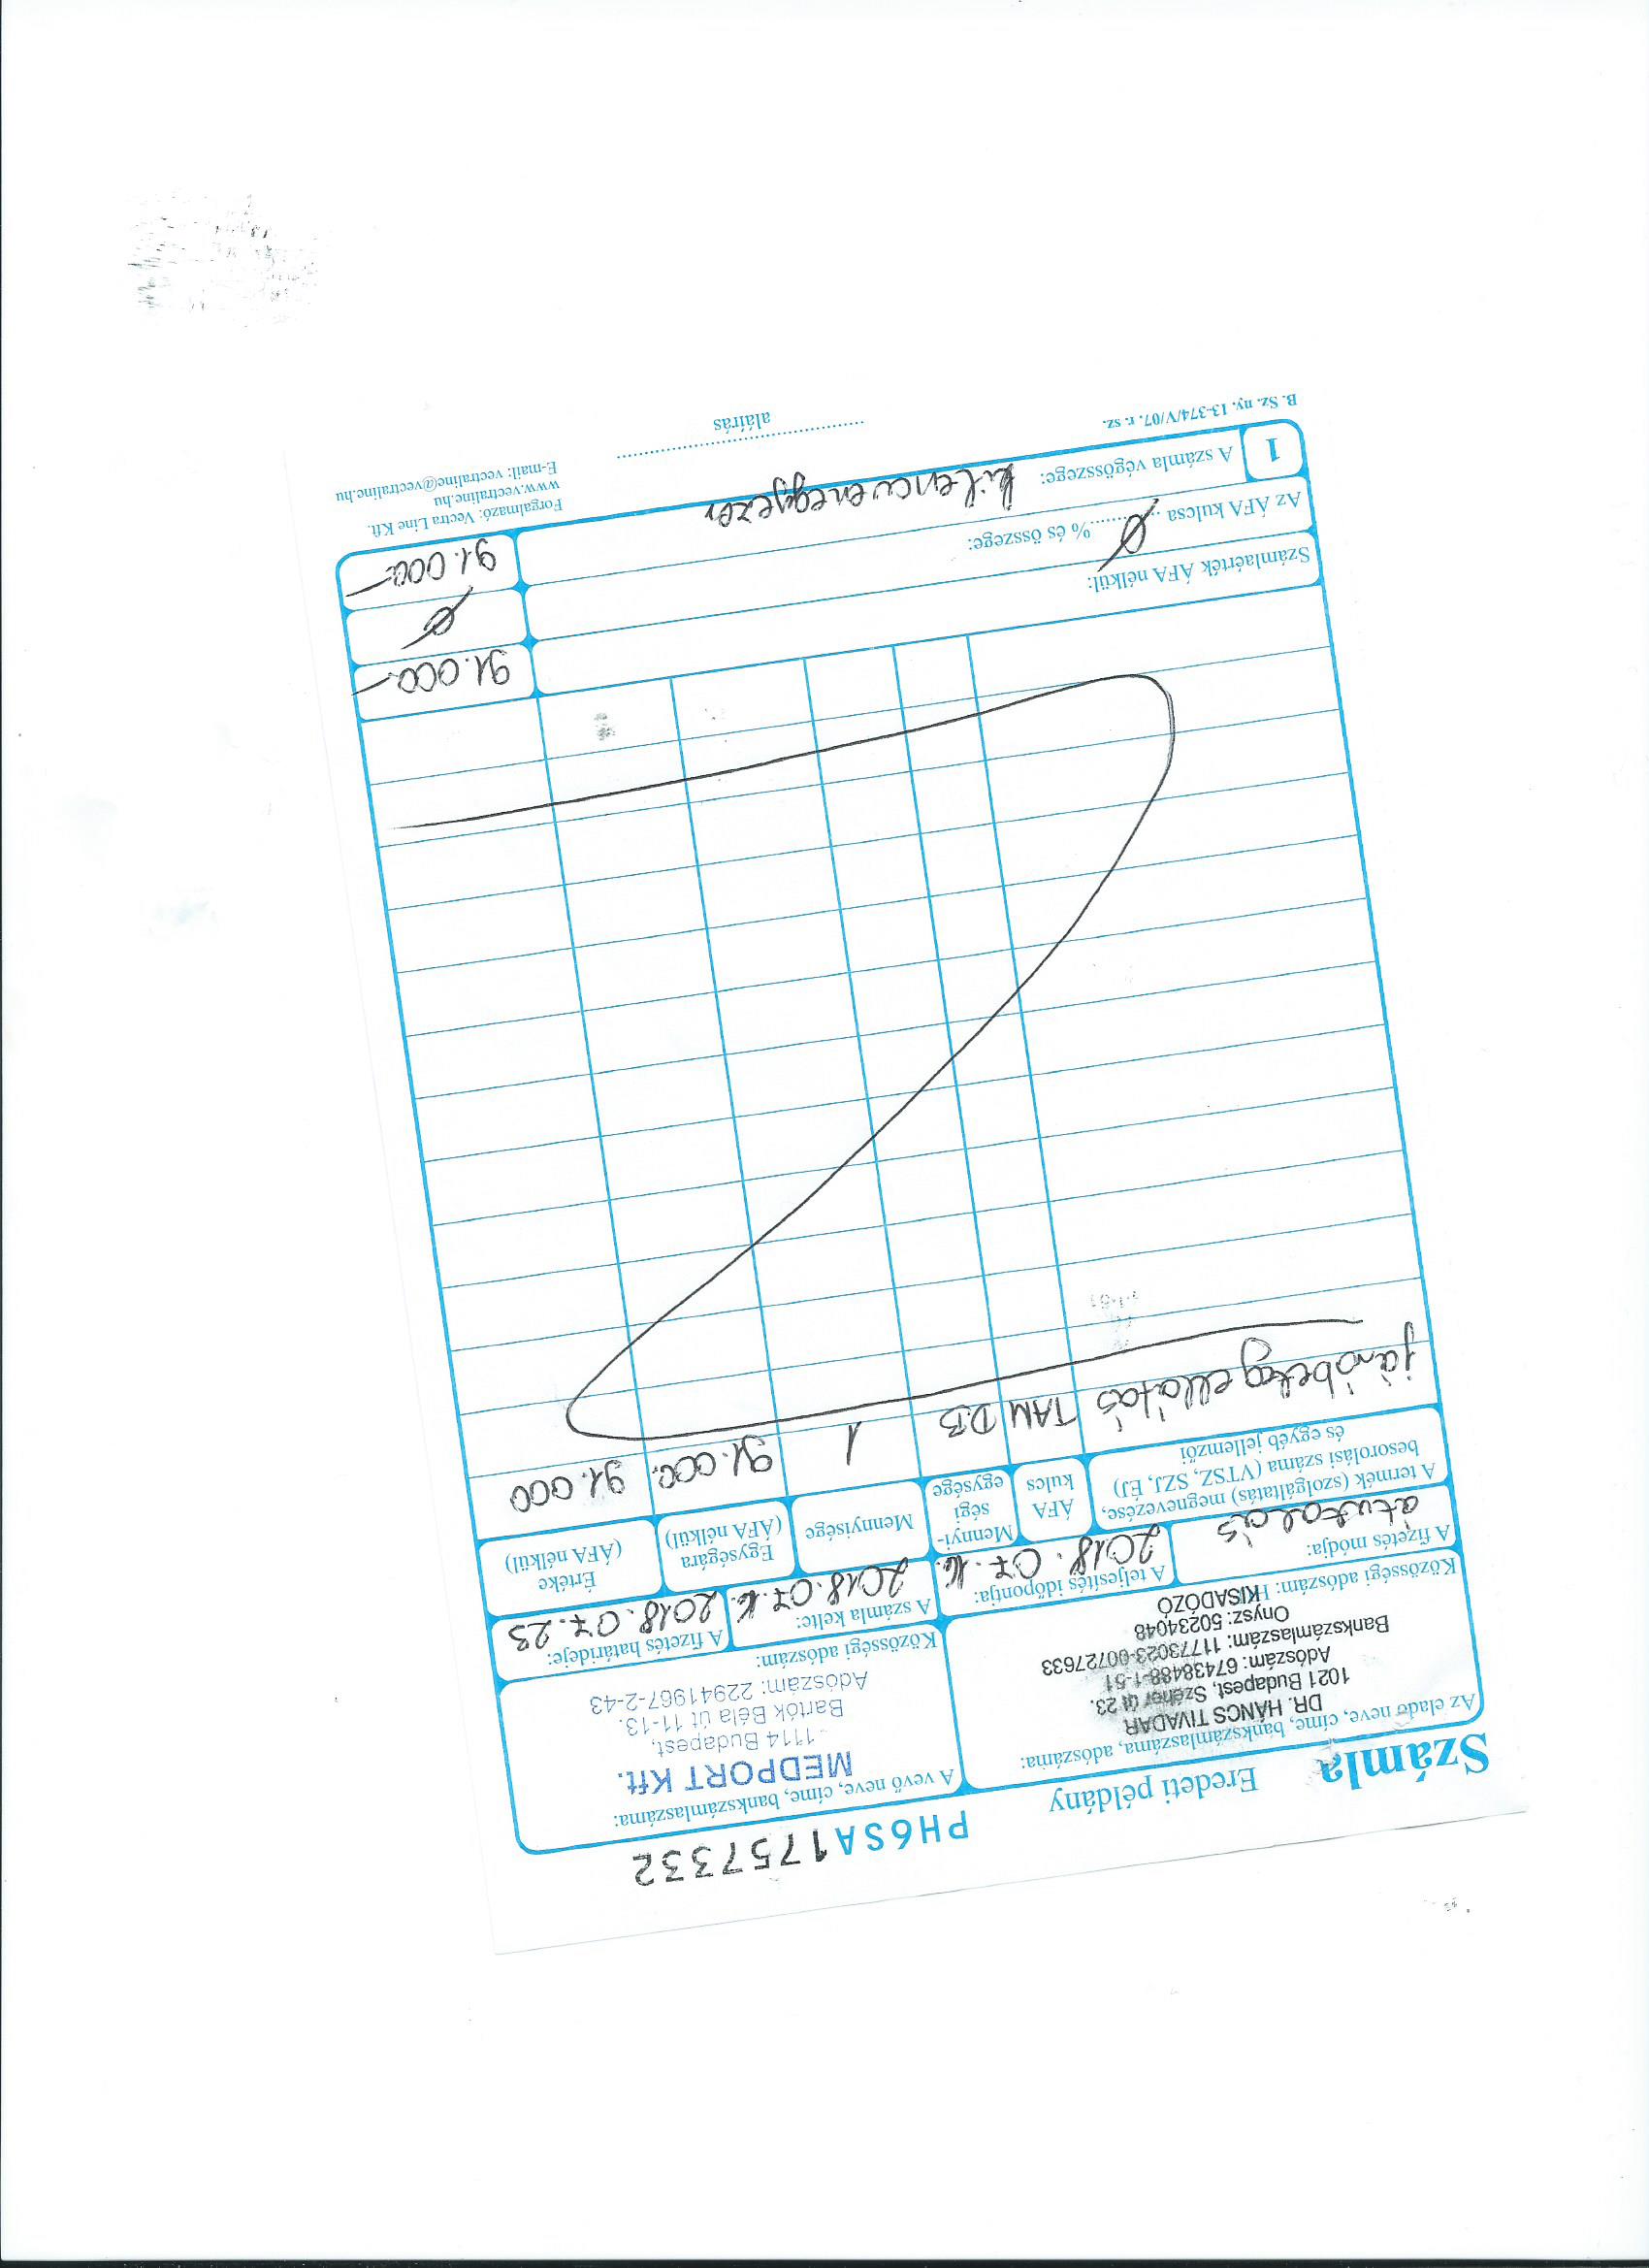 PH6SA1757332
Számla Eredeti példány
Az eladó neve, címe, bankszámlaszáma, adószáma:
DR. HÁNCS TIVADAR
1021 Budapest, Széher út 23.
Adószám: 67438488-1-51
Bankszámlaszám: 11773023-00727633
Onysz: 50234048
KISADÓZÓ
Közösségi adószám:
A vevő neve, címe, bankszámlaszáma:
MEDPORT Kft.
1114 Budapest,
Bartók Béla út 11-13.
Adószám: 22941967-2-43
Közösségi adószám:
A fizetés módja:
átutalás
A teljesítés időpontja:
2018. 07. 16.
A számla kelte:
2018. 07. 16.
A fizetés határideje:
2018. 07. 23
A termék (szolgáltatás) megnevezése,
besorolási száma (VTSZ, SZJ, ÉJ)
és egyéb jellemzői
ÁFA
kulcs
Mennyi-
ségi
egysége
Mennyisége
Egységára
(ÁFA nélkül)
Értéke
(ÁFA nélkül)
járóbeteg ellátás TAM DB 1 91.000. 91.000
Számlaérték ÁFA nélkül: 91.000.-
Az ÁFA kulcsa ............% és összege: Ø
1 A számla végösszege: kilencvenegyezer 91.000.-
B. Sz. ny. 13-374/V/07. r. sz.
aláírás
Forgalmazó: Vectra Line Kft.
www.vectraline.hu
E-mail: vectraline@vectraline.hu